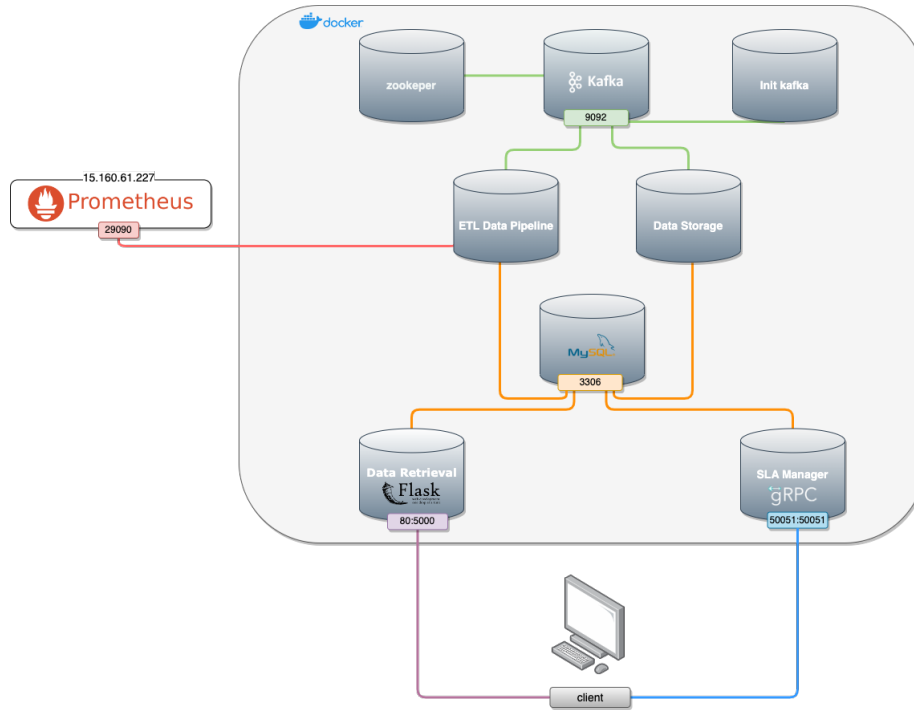 docker
zookeper
Kafka
Init kafka
9092
15.160.61.227
Prometheus
29090
ETL Data Pipeline
Data Storage
MySQL
3306
Data Retrieval
Flask
80:5000
SLA Manager
gRPC
50051:50051
client